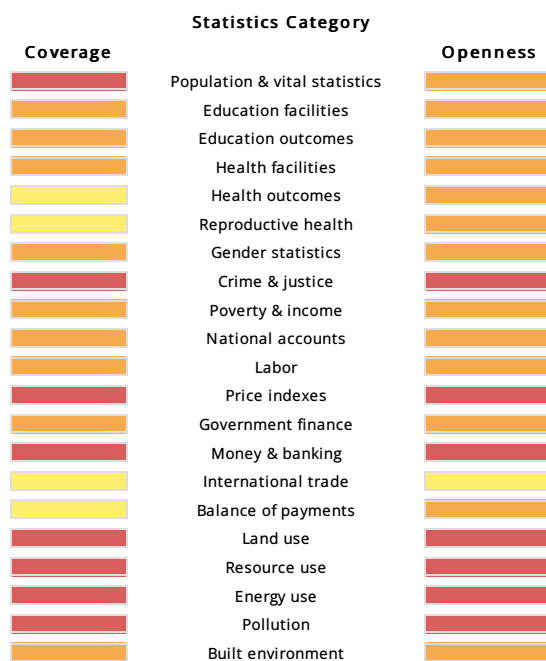 Statistics Category
Coverage Openness
Population & vital statistics
Education facilities
Education outcomes
Health facilities
Health outcomes
Reproductive health
Gender statistics
Crime & justice
Poverty & income
National accounts
Labor
Price indexes
Government finance
Money & banking
International trade
Balance of payments
Land use
Resource use
Energy use
Pollution
Built environment